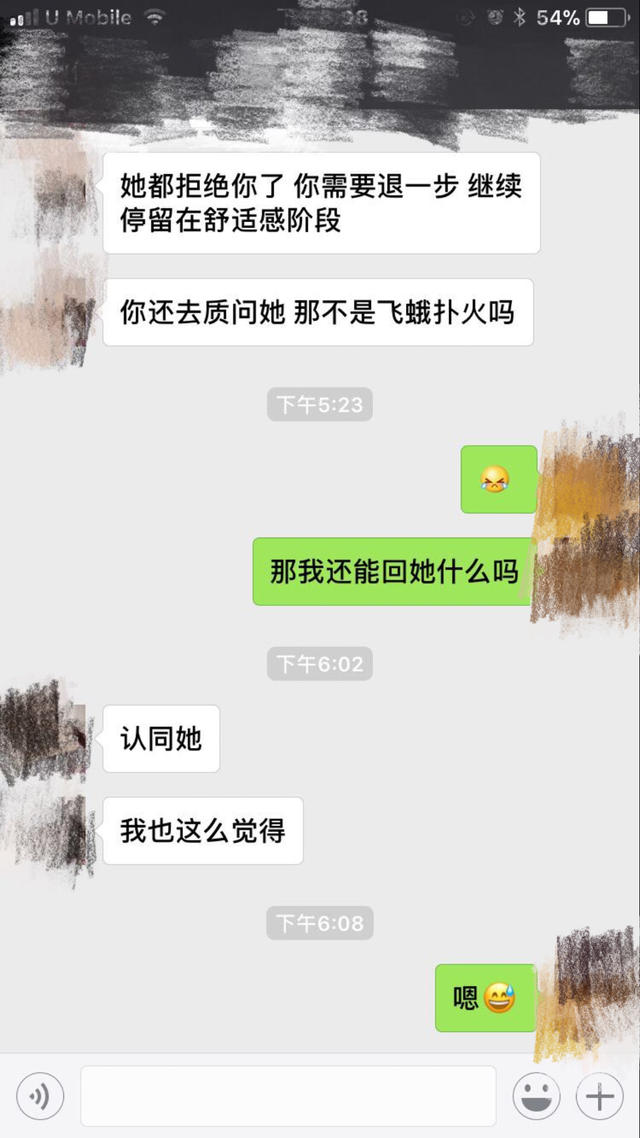 U Mobile
54%
她都拒绝你了 你需要退一步 继续
停留在舒适感阶段
你还去质问她 那不是飞蛾扑火吗
下午5:23
那我还能回她什么吗
下午6:02
认同她
我也这么觉得
下午6:08
嗯